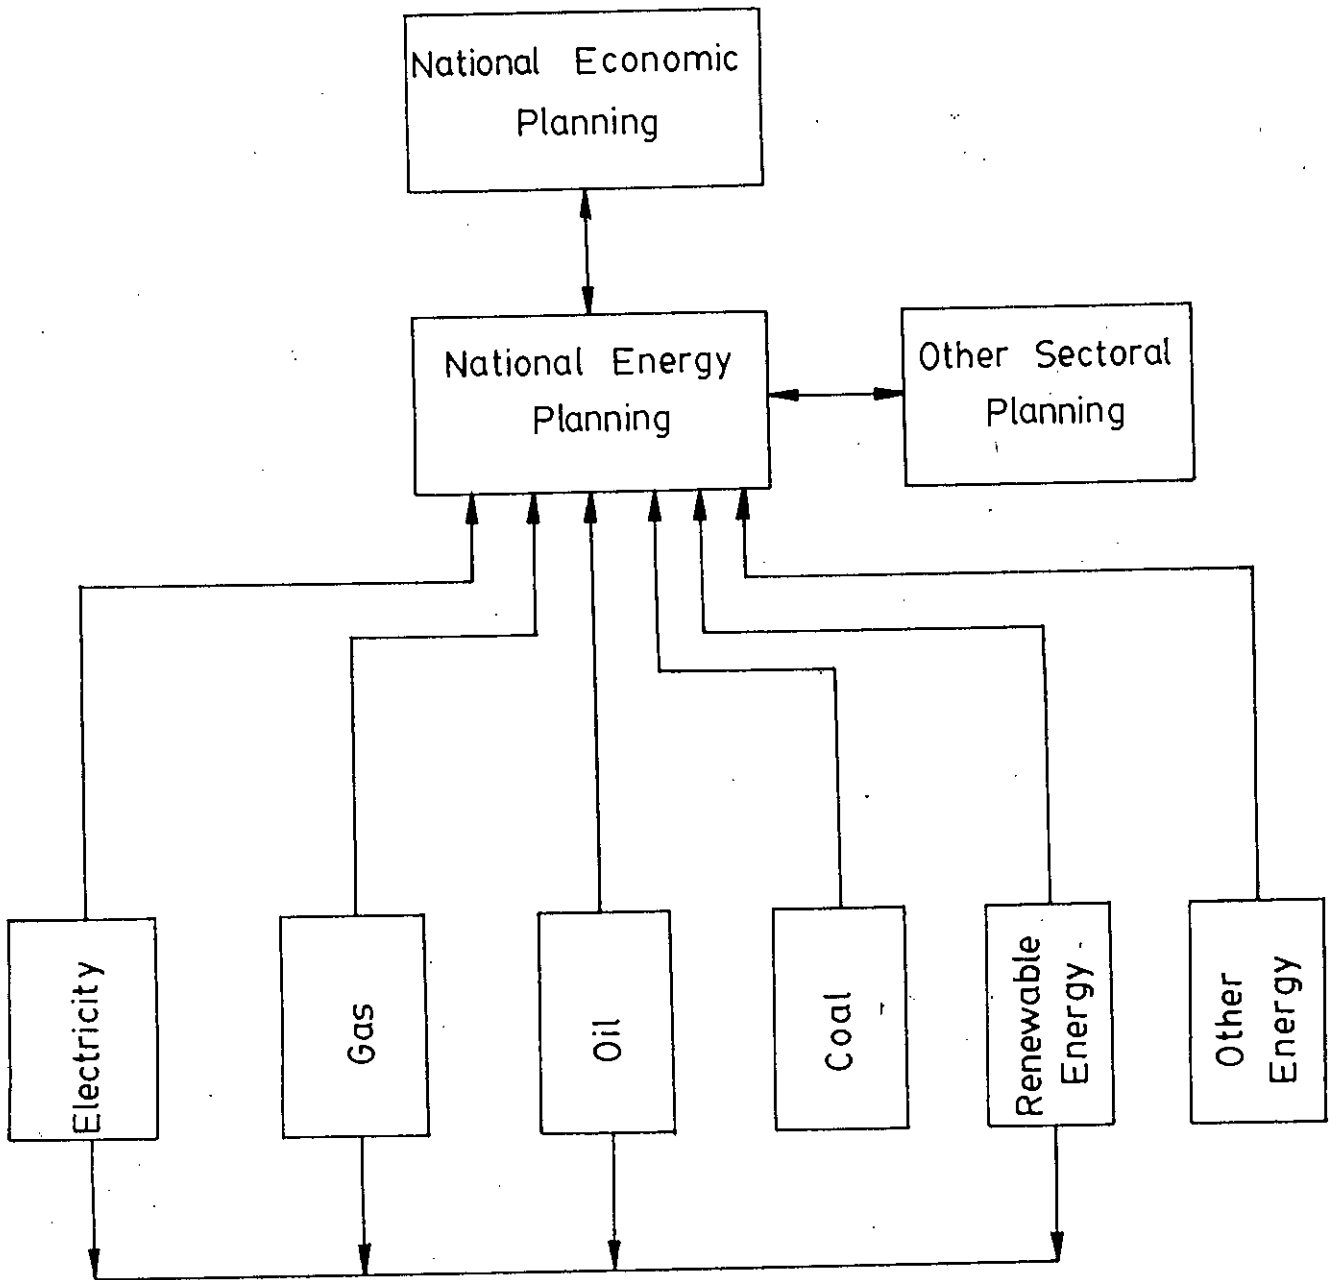 National Economic
Planning
National Energy
Planning
Other Sectoral
Planning
Electricity
Gas
Oil
Coal
Renewable
Energy
Other
Energy